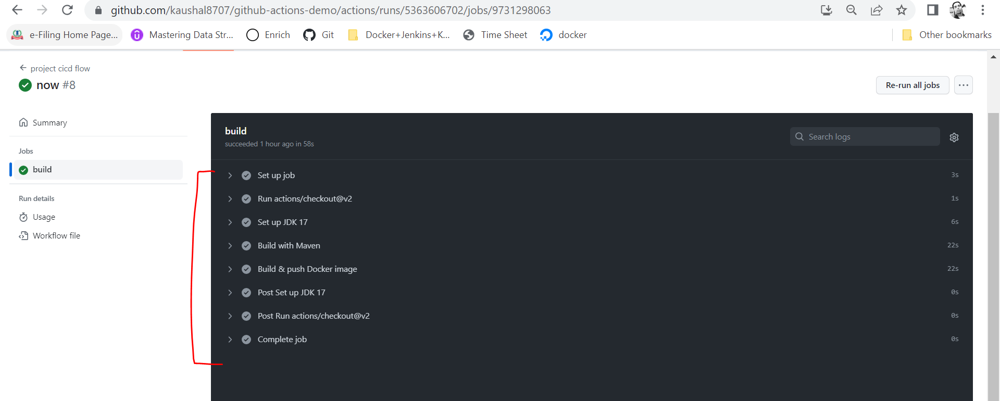 github.com/kaushal8707/github-actions-demo/actions/runs/5363606702/jobs/9731298063
e-Filing Home Page... Mastering Data Str... Enrich Git Docker+Jenkins+K... Time Sheet docker Other bookmarks
project cicd flow
now #8
Re-run all jobs
Summary
Jobs
build
Run details
Usage
Workflow file
build
succeeded 1 hour ago in 58s
Search logs
Set up job 3s
Run actions/checkout@v2 1s
Set up JDK 17 6s
Build with Maven 22s
Build & push Docker image 22s
Post Set up JDK 17 0s
Post Run actions/checkout@v2 0s
Complete job 0s